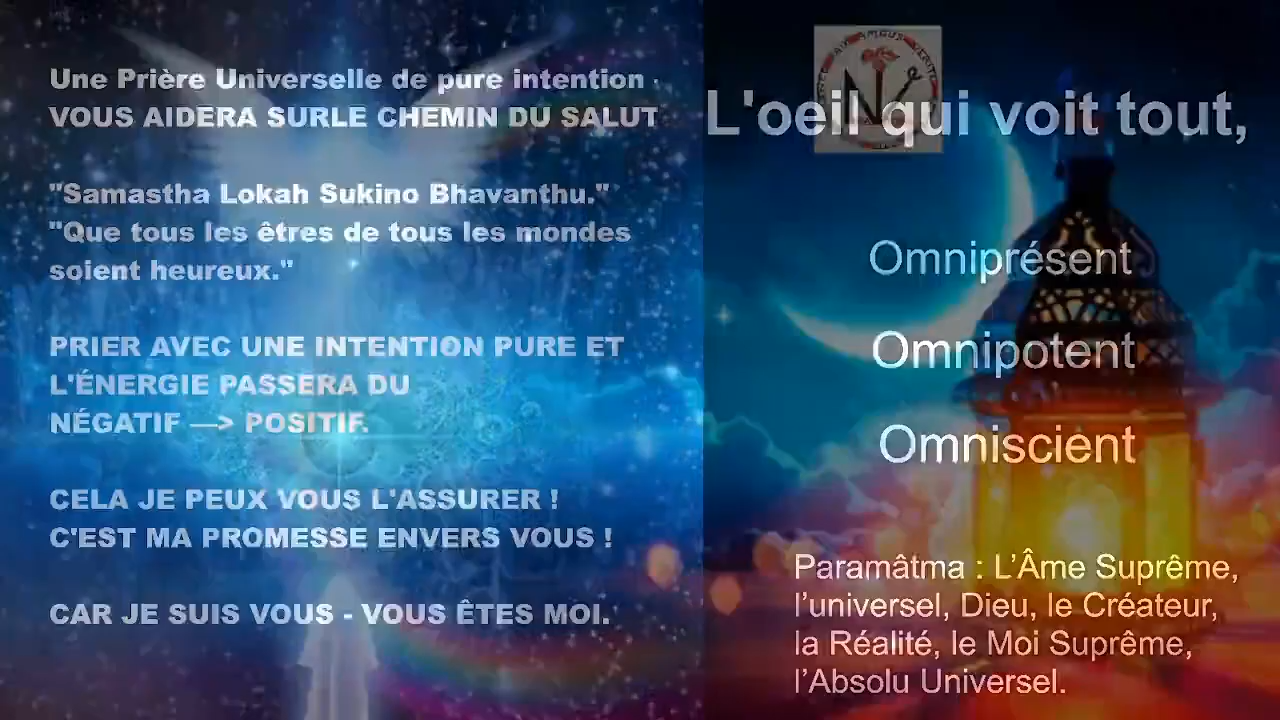 Une Prière Universelle de pure intention
VOUS AIDERA SURLE CHEMIN DU SALUT
"Samastha Lokah Sukino Bhavanthu."
"Que tous les êtres de tous les mondes
soient heureux."
PRIER AVEC UNE INTENTION PURE ET
L'ÉNERGIE PASSERA DU
NÉGATIF —> POSITIF.
CELA JE PEUX VOUS L'ASSURER !
C'EST MA PROMESSE ENVERS VOUS !
CAR JE SUIS VOUS - VOUS ÊTES MOI.
L'oeil qui voit tout,
Omniprésent
Omnipotent
Omniscient
Paramâtma : L’Âme Suprême,
l’universel, Dieu, le Créateur,
la Réalité, le Moi Suprême,
l’Absolu Universel.